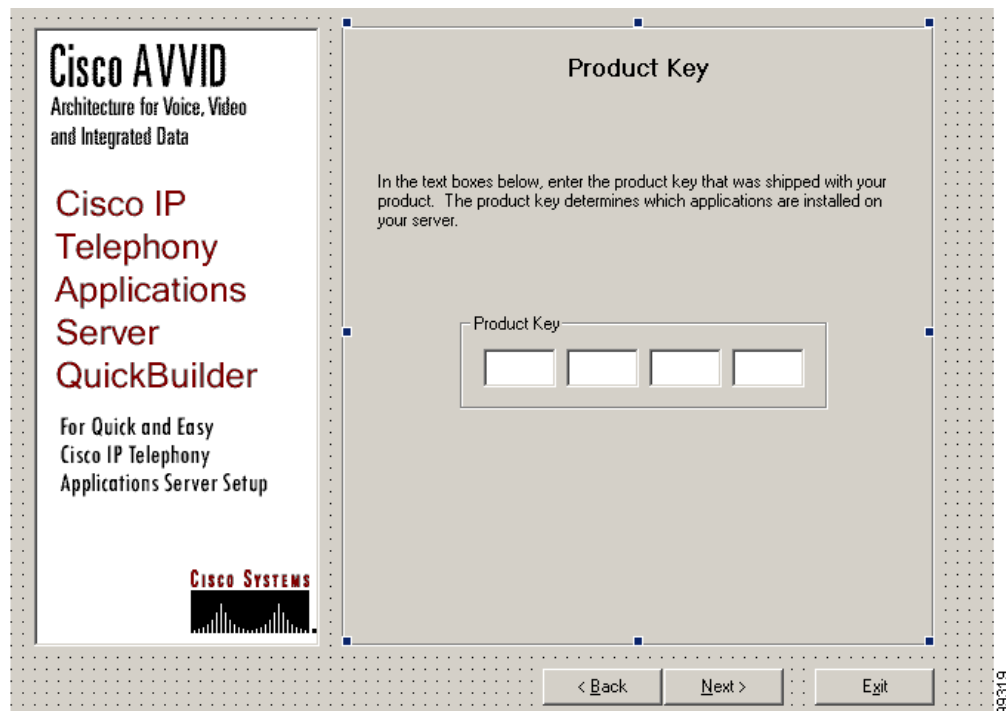 Cisco AVVID
Architecture for Voice, Video
and Integrated Data
Cisco IP
Telephony
Applications
Server
QuickBuilder
For Quick and Easy
Cisco IP Telephony
Applications Server Setup
CISCO SYSTEMS
Product Key
In the text boxes below, enter the product key that was shipped with your
product. The product key determines which applications are installed on
your server.
Product Key
< Back
Next >
Exit
99319